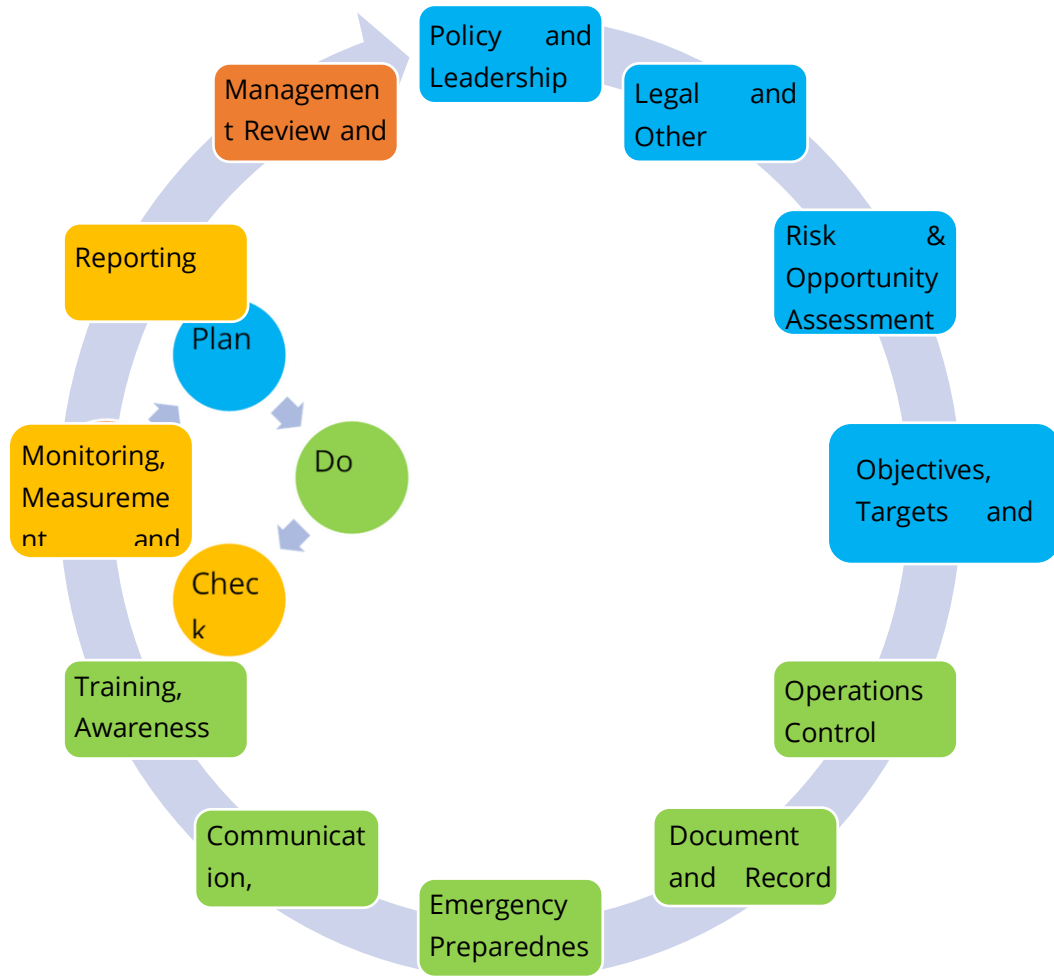 Policy and
Leadership
Legal and
Other
Risk &
Opportunity
Assessment
Objectives,
Targets and
Operations
Control
Document
and Record
Emergency
Preparednes
Communicat
ion,
Training,
Awareness
Monitoring,
Measureme
nt and
Reporting
Managemen
t Review and
Plan
Do
Chec
k